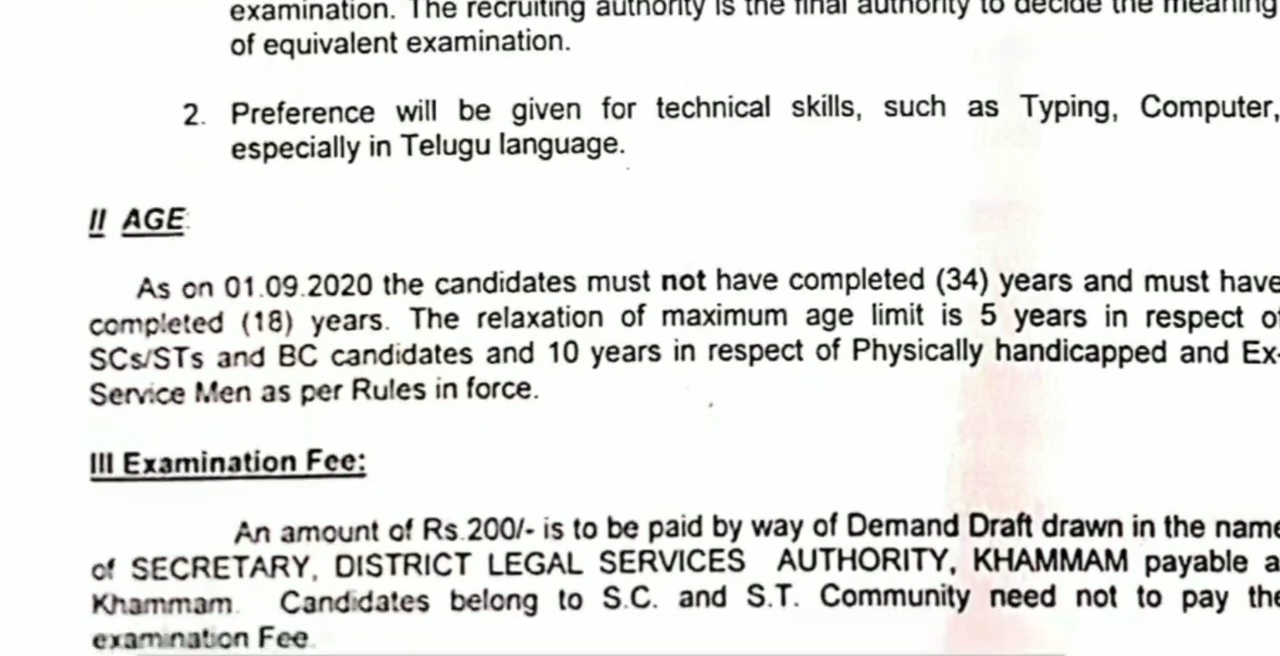 examination. The recruiting authority is the final authority to decide the meaning
of equivalent examination.
2. Preference will be given for technical skills, such as Typing, Computer,
especially in Telugu language.
II AGE:
As on 01.09.2020 the candidates must not have completed (34) years and must have
completed (18) years. The relaxation of maximum age limit is 5 years in respect of
SCs/STs and BC candidates and 10 years in respect of Physically handicapped and Ex-
Service Men as per Rules in force.
III Examination Fee:
An amount of Rs.200/- is to be paid by way of Demand Draft drawn in the name
of SECRETARY, DISTRICT LEGAL SERVICES AUTHORITY, KHAMMAM payable a
Khammam. Candidates belong to S.C. and S.T. Community need not to pay the
examination Fee.